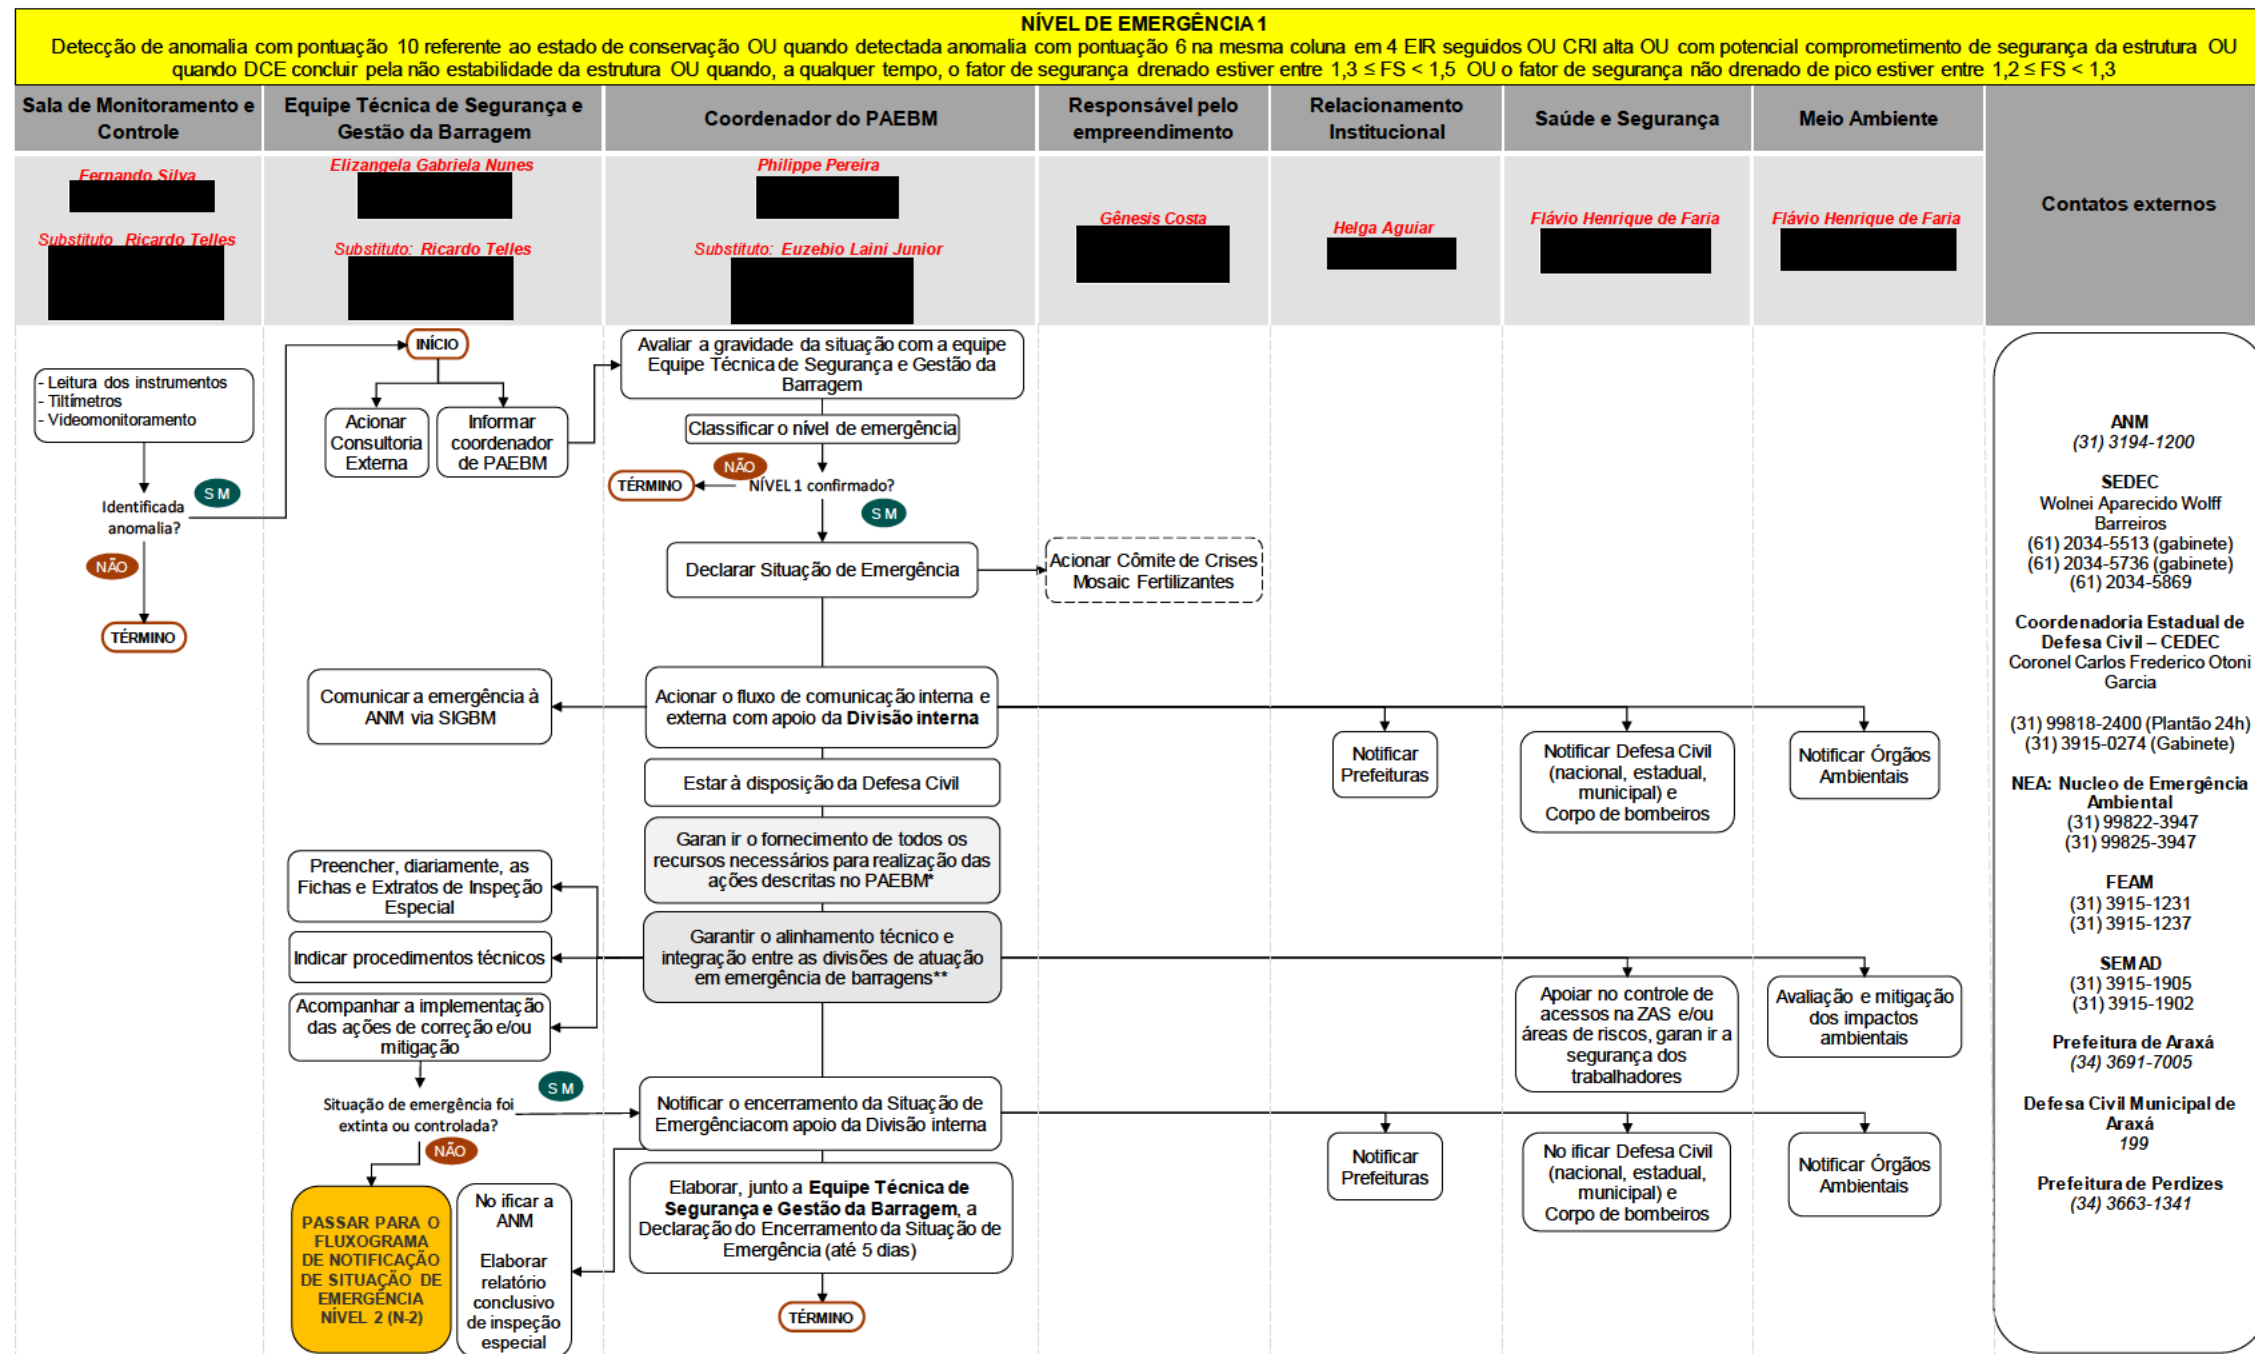 NÍVEL DE EMERGÊNCIA 1
Detecção de anomalia com pontuação 10 referente ao estado de conservação OU quando detectada anomalia com pontuação 6 na mesma coluna em 4 EIR seguidos OU CRI alta OU com potencial comprometimento de segurança da estrutura OU
quando DCE concluir pela não estabilidade da estrutura OU quando, a qualquer tempo, o fator de segurança drenado estiver entre 1,3 ≤ FS < 1,5 OU o fator de segurança não drenado de pico estiver entre 1,2 ≤ FS < 1,3
Sala de Monitoramento e
Controle
Equipe Técnica de Segurança e
Gestão da Barragem
Coordenador do PAEBM
Responsável pelo
empreendimento
Relacionamento
Institucional
Saúde e Segurança
Meio Ambiente
Contatos externos
Fernando Silva
Substituto Ricardo Telles
Elizangela Gabriela Nunes
Substituto: Ricardo Telles
Philippe Pereira
Substituto: Euzebio Laini Junior
Gênesis Costa
Helga Aguiar
Flávio Henrique de Faria
Flávio Henrique de Faria
- Leitura dos instrumentos
- Tiltímetros
- Videomonitoramento
Identificada
anomalia?
S M
NÃO
TÉRMINO
INÍCIO
Acionar
Consultoria
Externa
Informar
coordenador
de PAEBM
Avaliar a gravidade da situação com a equipe
Equipe Técnica de Segurança e Gestão da
Barragem
Classificar o nível de emergência
NÃO
TÉRMINO
NÍVEL 1 confirmado?
S M
Declarar Situação de Emergência
Acionar Cômite de Crises
Mosaic Fertilizantes
Comunicar a emergência à
ANM via SIGBM
Acionar o fluxo de comunicação interna e
externa com apoio da Divisão interna
Notificar
Prefeituras
Notificar Defesa Civil
(nacional, estadual,
municipal) e
Corpo de bombeiros
Notificar Órgãos
Ambientais
Estar à disposição da Defesa Civil
Garan ir o fornecimento de todos os
recursos necessários para realização das
ações descritas no PAEBM*
Preencher, diariamente, as
Fichas e Extratos de Inspeção
Especial
Indicar procedimentos técnicos
Acompanhar a implementação
das ações de correção e/ou
mitigação
Garantir o alinhamento técnico e
integração entre as divisões de atuação
em emergência de barragens**
Apoiar no controle de
acessos na ZAS e/ou
áreas de riscos, garan ir a
segurança dos
trabalhadores
Avaliação e mitigação
dos impactos
ambientais
Situação de emergência foi
extinta ou controlada?
S M
NÃO
Notificar o encerramento da Situação de
Emergênciacom apoio da Divisão interna
Notificar
Prefeituras
No ificar Defesa Civil
(nacional, estadual,
municipal) e
Corpo de bombeiros
Notificar Órgãos
Ambientais
PASSAR PARA O
FLUXOGRAMA
DE NOTIFICAÇÃO
DE SITUAÇÃO DE
EMERGÊNCIA
NÍVEL 2 (N-2)
No ificar a
ANM
Elaborar
relatório
conclusivo
de inspeção
especial
Elaborar, junto a Equipe Técnica de
Segurança e Gestão da Barragem, a
Declaração do Encerramento da Situação de
Emergência (até 5 dias)
TÉRMINO
ANM
(31) 3194-1200
SEDEC
Wolnei Aparecido Wolff
Barreiros
(61) 2034-5513 (gabinete)
(61) 2034-5736 (gabinete)
(61) 2034-5869
Coordenadoria Estadual de
Defesa Civil – CEDEC
Coronel Carlos Frederico Otoni
Garcia
(31) 99818-2400 (Plantão 24h)
(31) 3915-0274 (Gabinete)
NEA: Nucleo de Emergência
Ambiental
(31) 99822-3947
(31) 99825-3947
FEAM
(31) 3915-1231
(31) 3915-1237
SEMAD
(31) 3915-1905
(31) 3915-1902
Prefeitura de Araxá
(34) 3691-7005
Defesa Civil Municipal de
Araxá
199
Prefeitura de Perdizes
(34) 3663-1341